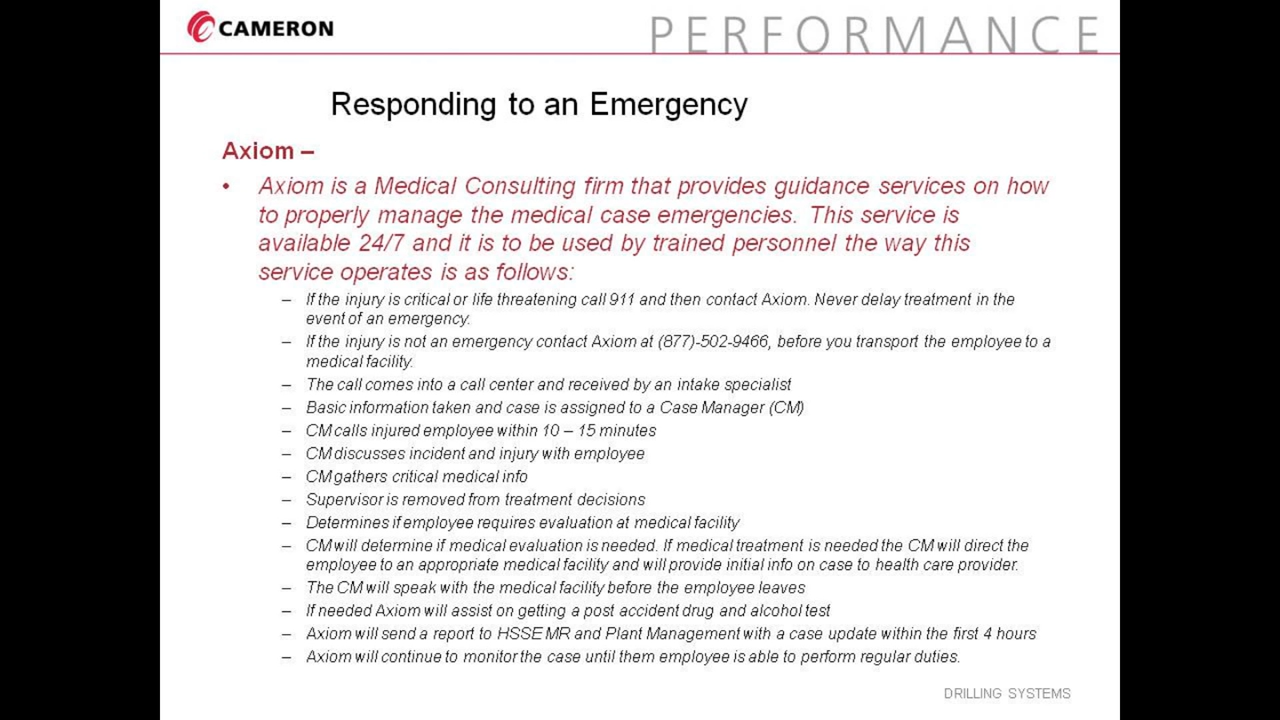 CAMERON
PERFORMANCE
Responding to an Emergency
Axiom –
• Axiom is a Medical Consulting firm that provides guidance services on how
to properly manage the medical case emergencies. This service is
available 24/7 and it is to be used by trained personnel the way this
service operates is as follows:
– If the injury is critical or life threatening call 911 and then contact Axiom. Never delay treatment in the
event of an emergency.
– If the injury is not an emergency contact Axiom at (877)-502-9466, before you transport the employee to a
medical facility.
– The call comes into a call center and received by an intake specialist
– Basic information taken and case is assigned to a Case Manager (CM)
– CM calls injured employee within 10 – 15 minutes
– CM discusses incident and injury with employee
– CM gathers critical medical info
– Supervisor is removed from treatment decisions
– Determines if employee requires evaluation at medical facility
– CM will determine if medical evaluation is needed. If medical treatment is needed the CM will direct the
employee to an appropriate medical facility and will provide initial info on case to health care provider.
– The CM will speak with the medical facility before the employee leaves
– If needed Axiom will assist on getting a post accident drug and alcohol test
– Axiom will send a report to HSSE MR and Plant Management with a case update within the first 4 hours
– Axiom will continue to monitor the case until them employee is able to perform regular duties.
DRILLING SYSTEMS